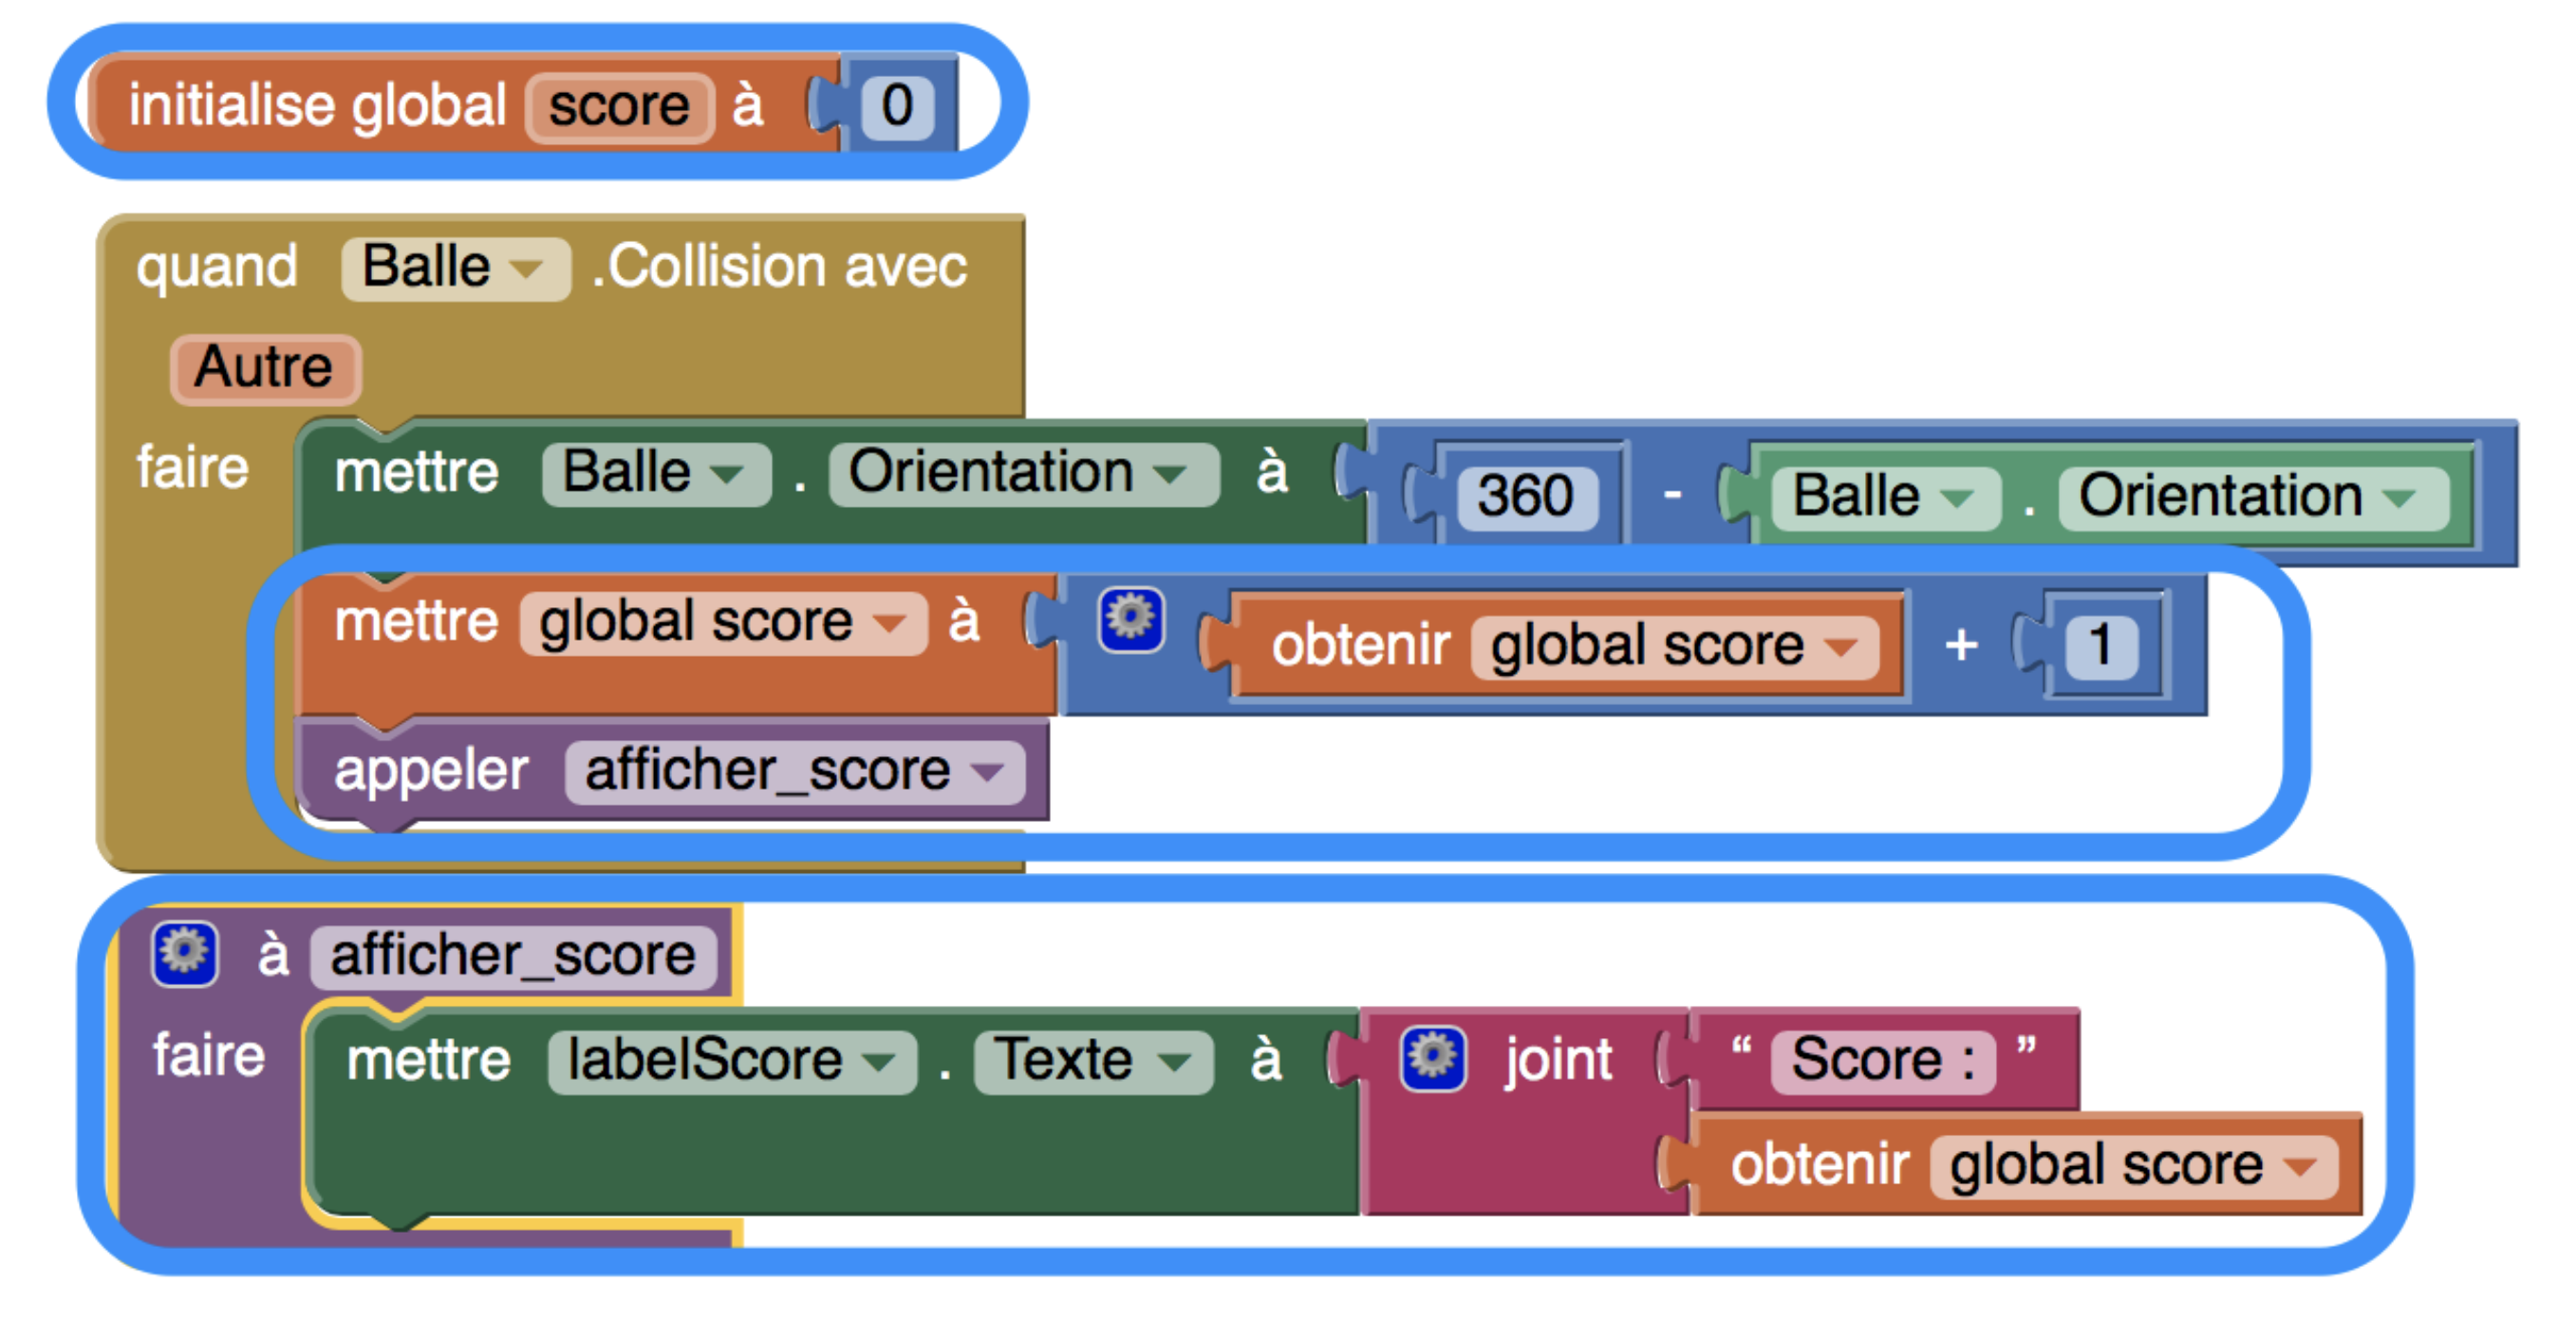 initialise global score à 0
quand Balle .Collision avec
Autre
faire mettre Balle . Orientation à 360 - Balle . Orientation
mettre global score à obtenir global score + 1
appeler afficher_score
à afficher_score
faire mettre labelScore . Texte à joint “ Score : ”
obtenir global score